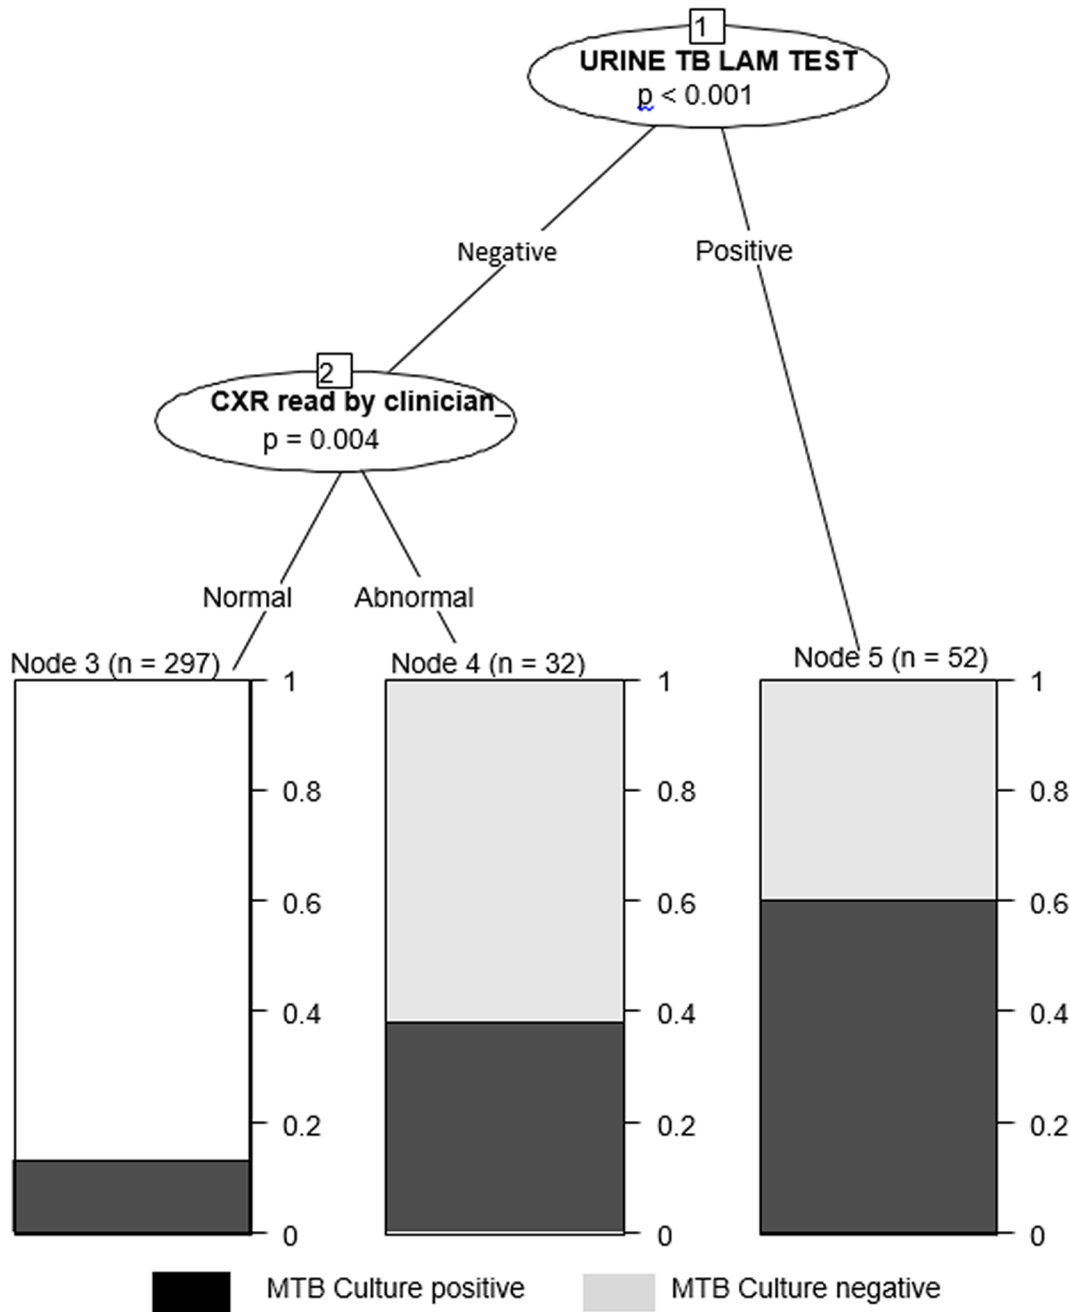 1
URINE TB LAM TEST
p < 0.001
Negative
Positive
2
CXR read by clinician_
p = 0.004
Normal
Abnormal
Node 3 (n = 297)
Node 4 (n = 32)
Node 5 (n = 52)
1
0.8
0.6
0.4
0.2
0
1
0.8
0.6
0.4
0.2
0
1
0.8
0.6
0.4
0.2
0
MTB Culture positive
MTB Culture negative